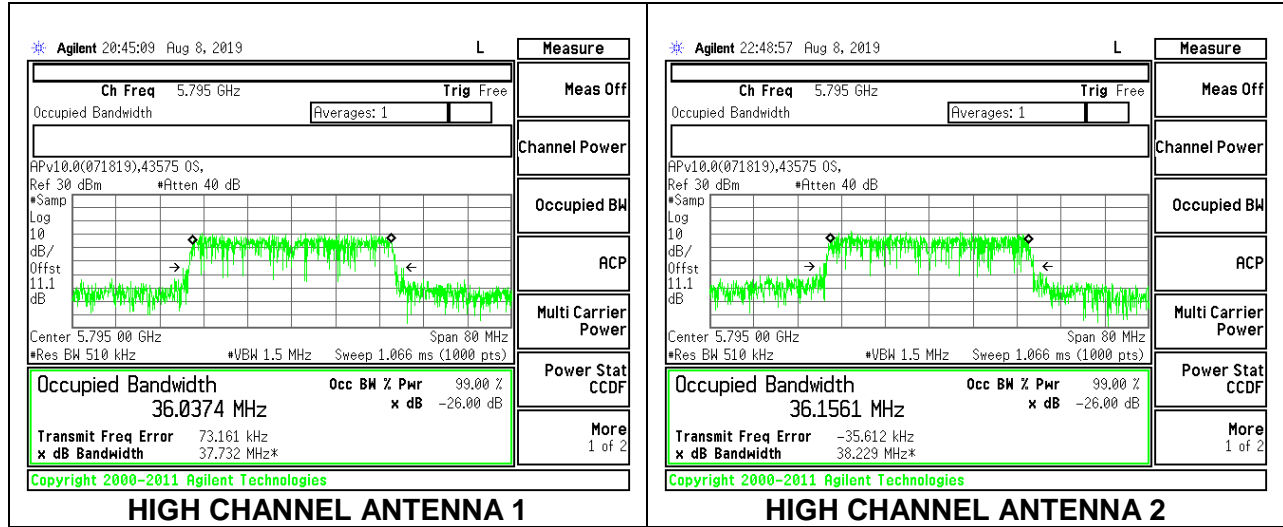 Agilent 20:45:09 Aug 8, 2019 L Measure
Ch Freq 5.795 GHz Trig Free
Meas Off
Occupied Bandwidth Averages: 1
Channel Power
APv10.0(071819),43575 OS,
Ref 30 dBm #Atten 40 dB
#Samp
Log
10
dB/
Offst
11.1
dB
Occupied BW
ACP
Multi Carrier
Power
Center 5.795 00 GHz Span 80 MHz
#Res BW 510 kHz #VBW 1.5 MHz Sweep 1.066 ms (1000 pts)
Power Stat
CCDF
Occupied Bandwidth Occ BW % Pwr 99.00 %
36.0374 MHz x dB -26.00 dB
Transmit Freq Error 73.161 kHz
x dB Bandwidth 37.732 MHz*
More
1 of 2
Copyright 2000-2011 Agilent Technologies
HIGH CHANNEL ANTENNA 1
Agilent 22:48:57 Aug 8, 2019 L Measure
Ch Freq 5.795 GHz Trig Free
Meas Off
Occupied Bandwidth Averages: 1
Channel Power
APv10.0(071819),43575 OS,
Ref 30 dBm #Atten 40 dB
#Samp
Log
10
dB/
Offst
11.1
dB
Occupied BW
ACP
Multi Carrier
Power
Center 5.795 00 GHz Span 80 MHz
#Res BW 510 kHz #VBW 1.5 MHz Sweep 1.066 ms (1000 pts)
Power Stat
CCDF
Occupied Bandwidth Occ BW % Pwr 99.00 %
36.1561 MHz x dB -26.00 dB
Transmit Freq Error -35.612 kHz
x dB Bandwidth 38.229 MHz*
More
1 of 2
Copyright 2000-2011 Agilent Technologies
HIGH CHANNEL ANTENNA 2